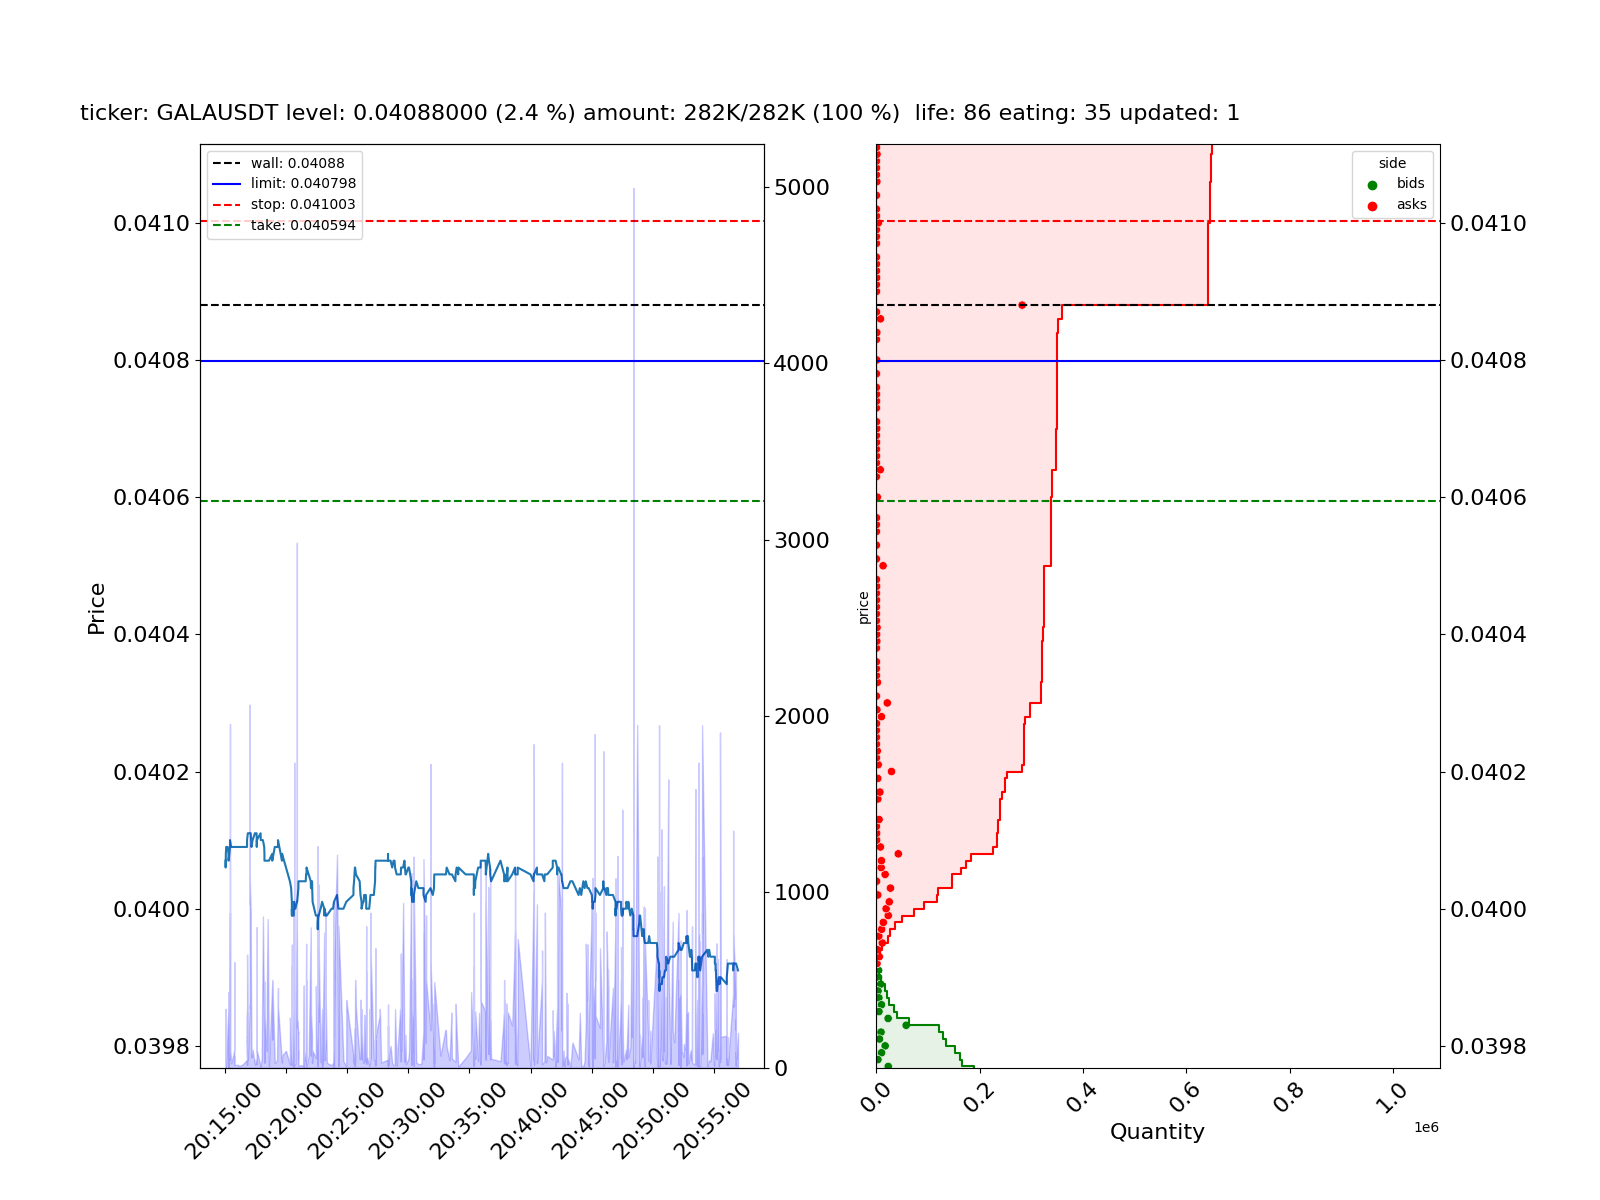 ticker: GALAUSDT level: 0.04088000 (2.4 %) amount: 282K/282K (100 %)  life: 86 eating: 35 updated: 1
wall: 0.04088
limit: 0.040798
stop: 0.041003
take: 0.040594
Price
0.0410
0.0408
0.0406
0.0404
0.0402
0.0400
0.0398
5000
4000
3000
2000
1000
0
20:15:00
20:20:00
20:25:00
20:30:00
20:35:00
20:40:00
20:45:00
20:50:00
20:55:00
side
bids
asks
price
0.0410
0.0408
0.0406
0.0404
0.0402
0.0400
0.0398
0.0
0.2
0.4
0.6
0.8
1.0
1e6
Quantity